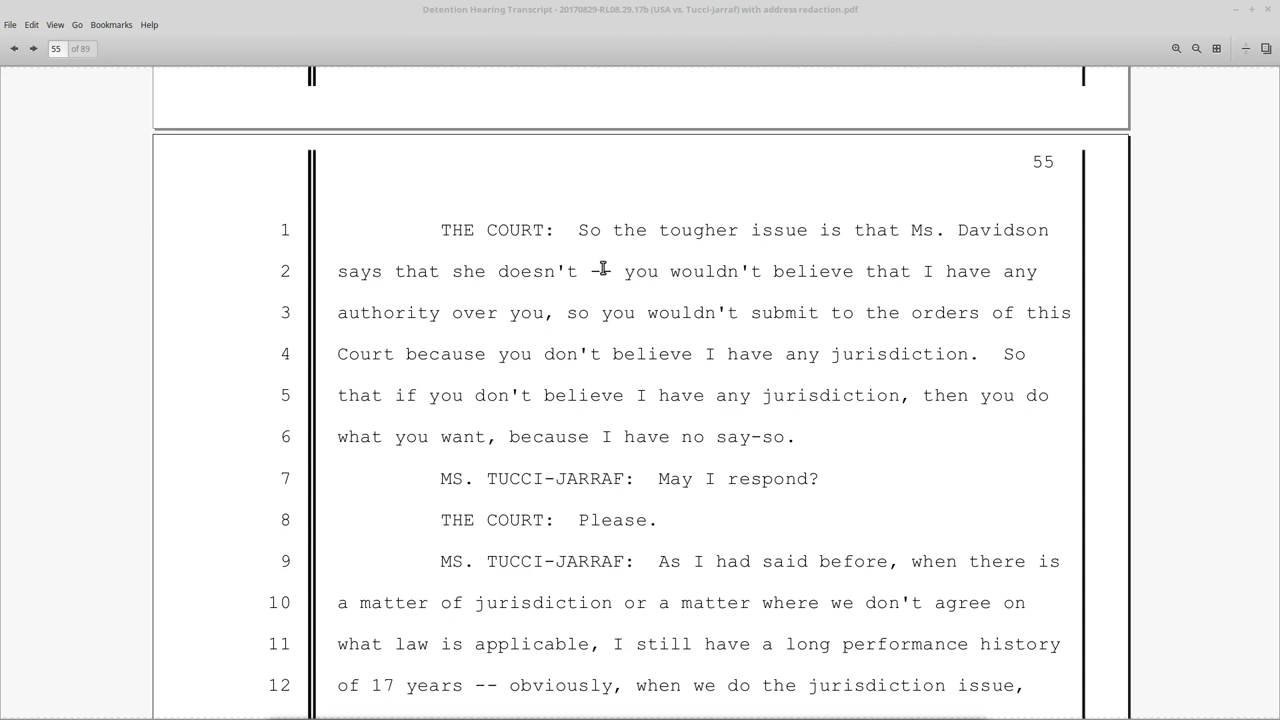 Detention Hearing Transcript - 20170829-RL08.29.17b (USA vs. Tucci-Jarraf) with address redaction.pdf
File Edit View Go Bookmarks Help
55 of 89
55
1 THE COURT: So the tougher issue is that Ms. Davidson
2 says that she doesn't -- you wouldn't believe that I have any
3 authority over you, so you wouldn't submit to the orders of this
4 Court because you don't believe I have any jurisdiction. So
5 that if you don't believe I have any jurisdiction, then you do
6 what you want, because I have no say-so.
7 MS. TUCCI-JARRAF: May I respond?
8 THE COURT: Please.
9 MS. TUCCI-JARRAF: As I had said before, when there is
10 a matter of jurisdiction or a matter where we don't agree on
11 what law is applicable, I still have a long performance history
12 of 17 years -- obviously, when we do the jurisdiction issue,